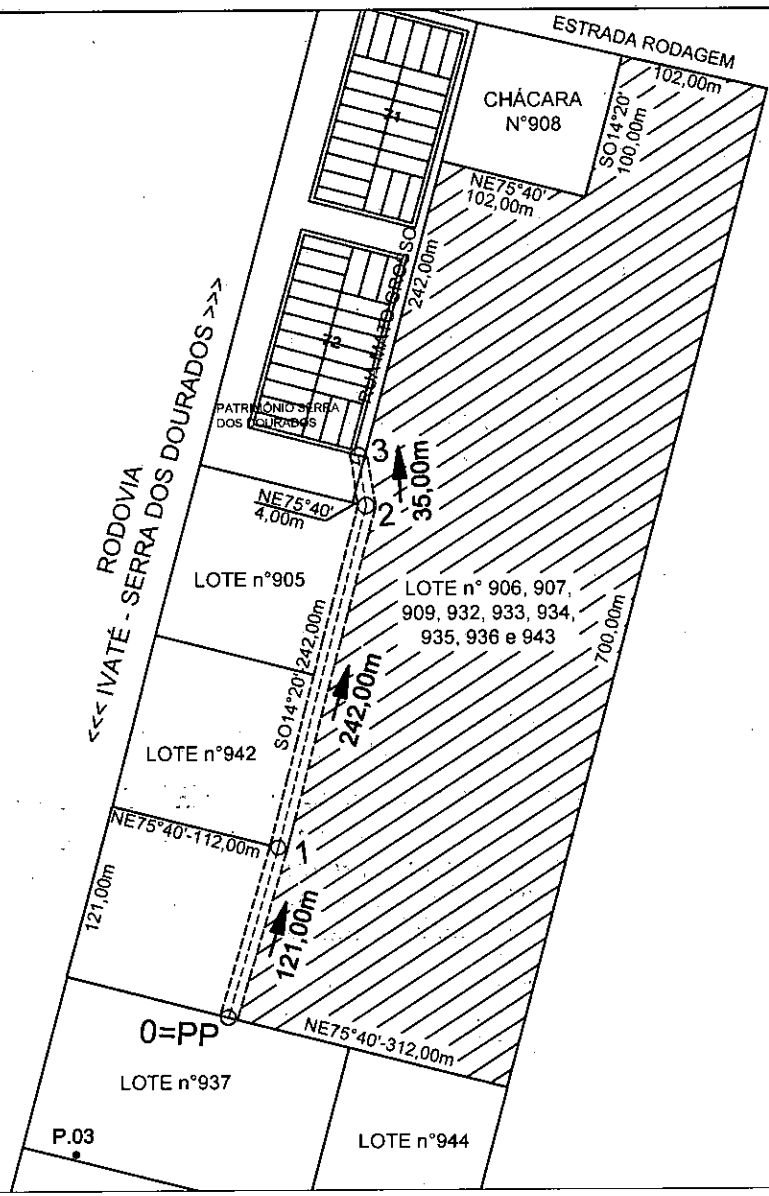 ESTRADA RODAGEM
102,00m
CHÁCARA
N°908
SO14°20'
100,00m
71
NE75°40'
102,00m
RUA MATO GROSSO
242,00m
72
PATRIMÔNIO SERRA
DOS DOURADOS
RODOVIA
<<< IVATÉ - SERRA DOS DOURADOS >>>
3
35,00m
NE75°40'
4,00m
2
LOTE n°905
LOTE n° 906, 907,
909, 932, 933, 934,
935, 936 e 943
700,00m
SO14°20'-242,00m
242,00m
LOTE n°942
NE75°40'-112,00m
1
121,00m
121,00m
0=PP
NE75°40'-312,00m
LOTE n°937
P.03
LOTE n°944